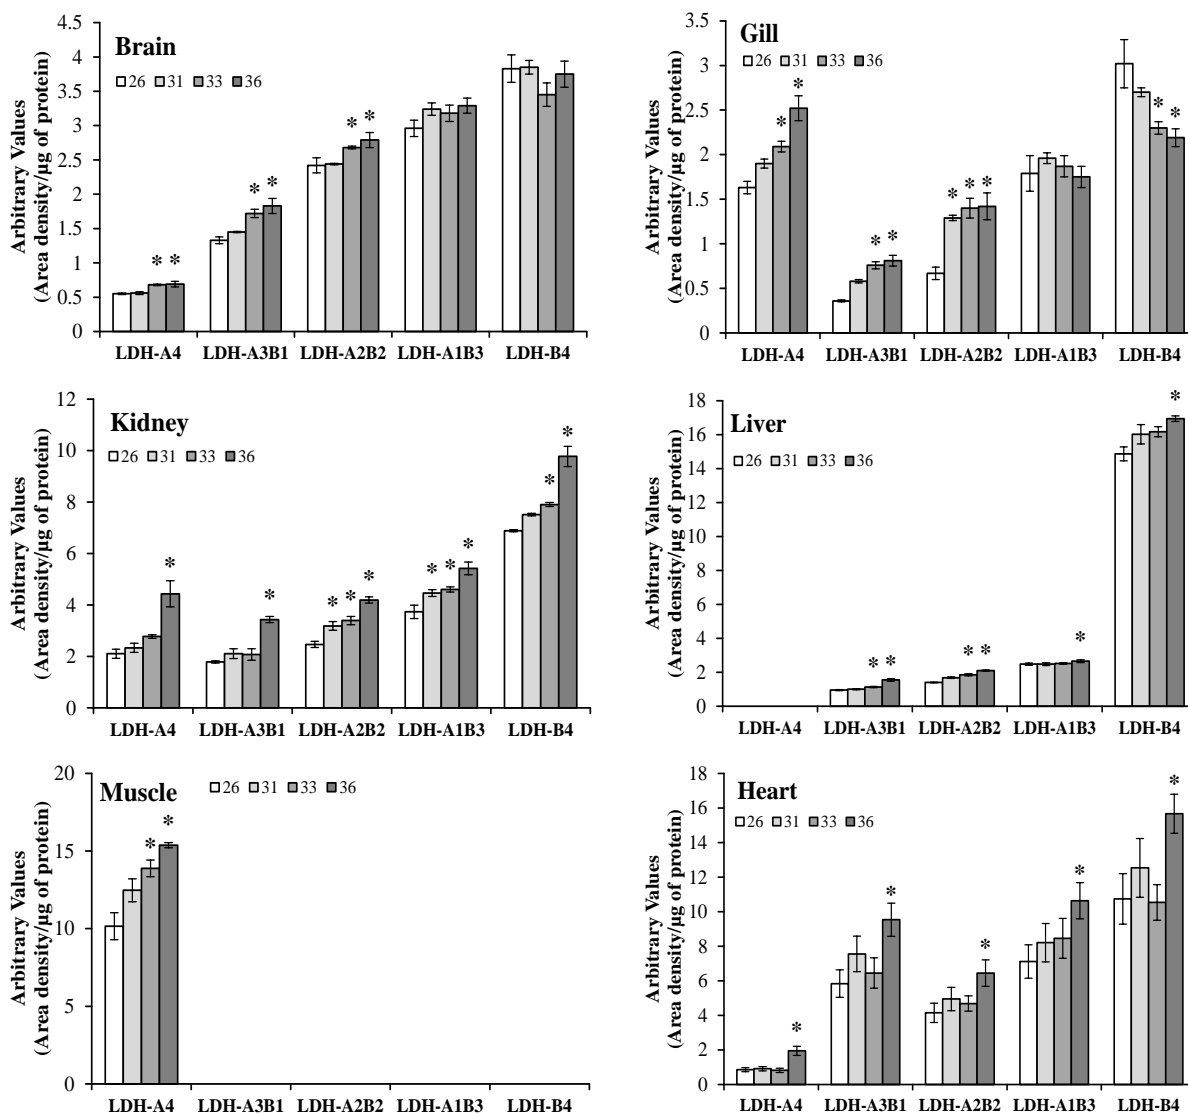 Brain
26 31 33 36
Arbitrary Values
(Area density/µg of protein)
4.5
4
3.5
3
2.5
2
1.5
1
0.5
0
* *
* *
* *
LDH-A4 LDH-A3B1 LDH-A2B2 LDH-A1B3 LDH-B4
Gill
26 31 33 36
Arbitrary Values
(Area density/µg of protein)
3.5
3
2.5
2
1.5
1
0.5
0
* *
* *
* * *
* *
LDH-A4 LDH-A3B1 LDH-A2B2 LDH-A1B3 LDH-B4
Kidney
26 31 33 36
Arbitrary Values
(Area density/µg of protein)
12
10
8
6
4
2
0
*
*
* * *
* * *
* *
LDH-A4 LDH-A3B1 LDH-A2B2 LDH-A1B3 LDH-B4
Liver
26 31 33 36
Arbitrary Values
(Area density/µg of protein)
18
16
14
12
10
8
6
4
2
0
* *
* *
*
*
LDH-A4 LDH-A3B1 LDH-A2B2 LDH-A1B3 LDH-B4
Muscle
26 31 33 36
Arbitrary Values
(Area density/µg of protein)
20
15
10
5
0
* *
LDH-A4 LDH-A3B1 LDH-A2B2 LDH-A1B3 LDH-B4
Heart
26 31 33 36
Arbitrary Values
(Area density/µg of protein)
18
16
14
12
10
8
6
4
2
0
*
*
*
*
*
LDH-A4 LDH-A3B1 LDH-A2B2 LDH-A1B3 LDH-B4